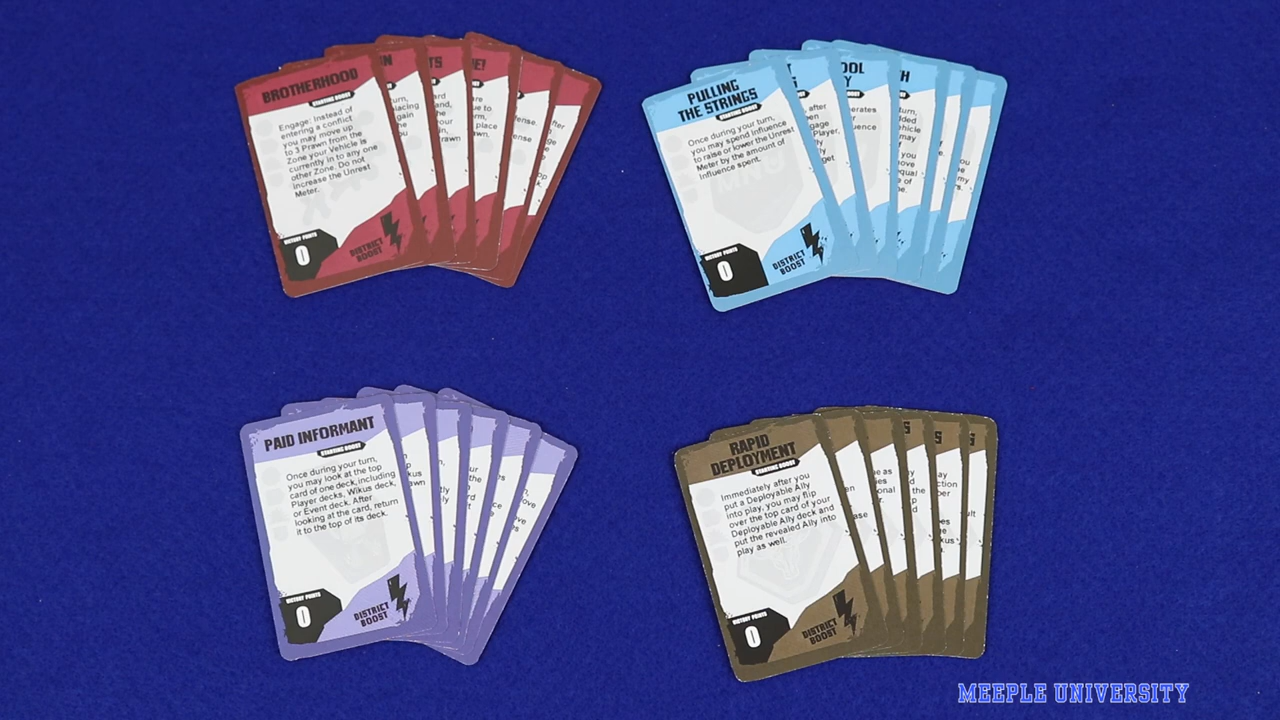 BROTHERHOOD
STARTING BOOST
Engage: Instead of
entering a conflict
you may move up
to 3 Prawn from the
Zone your Vehicle is
currently in to any one
other Zone. Do not
increase the Unrest
Meter.
VICTORY POINTS
0
DISTRICT
BOOST
PULLING
THE STRINGS
STARTING BOOST
Once during your turn,
you may spend Influence
to raise or lower the Unrest
Meter by the amount of
Influence spent.
VICTORY POINTS
0
DISTRICT
BOOST
PAID INFORMANT
STARTING BOOST
Once during your turn,
you may look at the top
card of one deck, including
Player decks, Wikus deck,
or Event deck. After
looking at the card, return
it to the top of its deck.
VICTORY POINTS
0
DISTRICT
BOOST
RAPID
DEPLOYMENT
STARTING BOOST
Immediately after you
put a Deployable Ally
into play, you may flip
over the top card of your
Deployable Ally deck and
put the revealed Ally into
play as well.
VICTORY POINTS
0
DISTRICT
BOOST
MEEPLE UNIVERSITY